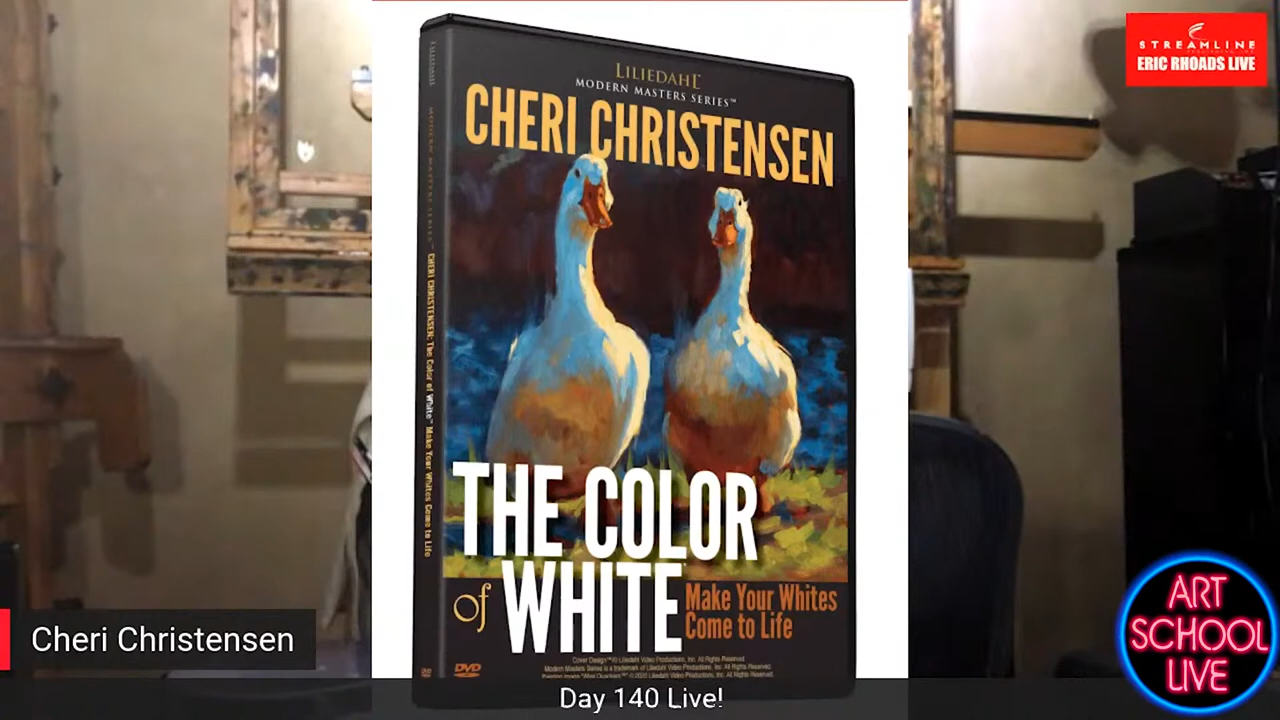 STREAMLINE
ERIC RHOADS LIVE
LILIEDAHL
MODERN MASTERS SERIES™
CHERI CHRISTENSEN
CHERI CHRISTENSEN: The Color of White™ Make Your Whites Come to Life
THE COLOR
of WHITE
Make Your Whites
Come to Life
DVD
Cover Design™© Liliedahl Video Productions, Inc. All Rights Reserved.
Modern Masters Series is a trademark of Liliedahl Video Productions, Inc. All Rights Reserved.
Cheri Christensen
Day 140 Live!
ART
SCHOOL
LIVE